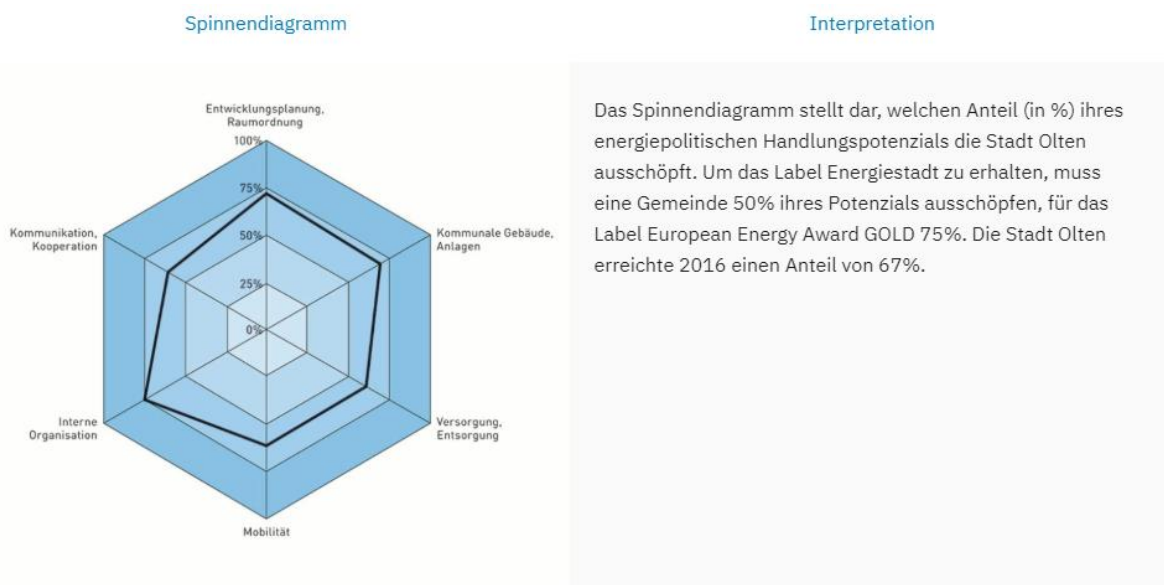 Spinnendiagramm
Interpretation
Entwicklungsplanung,
Raumordnung
100%
75%
50%
25%
0%
Kommunikation,
Kooperation
Kommunale Gebäude,
Anlagen
Interne
Organisation
Versorgung,
Entsorgung
Mobilität
Das Spinnendiagramm stellt dar, welchen Anteil (in %) ihres
energiepolitischen Handlungspotenzials die Stadt Olten
ausschöpft. Um das Label Energiestadt zu erhalten, muss
eine Gemeinde 50% ihres Potenzials ausschöpfen, für das
Label European Energy Award GOLD 75%. Die Stadt Olten
erreichte 2016 einen Anteil von 67%.